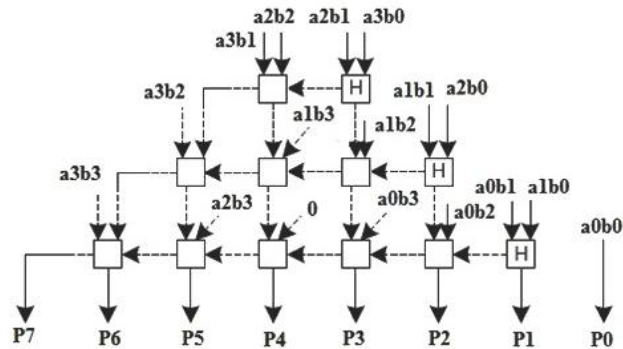 a2b2 a2b1 a3b0
a3b1
H
a3b2 a1b3 a1b2 a1b1 a2b0
H
a3b3 a2b3 0 a0b3 a0b2 a0b1 a1b0
a0b0
H
P7 P6 P5 P4 P3 P2 P1 P0